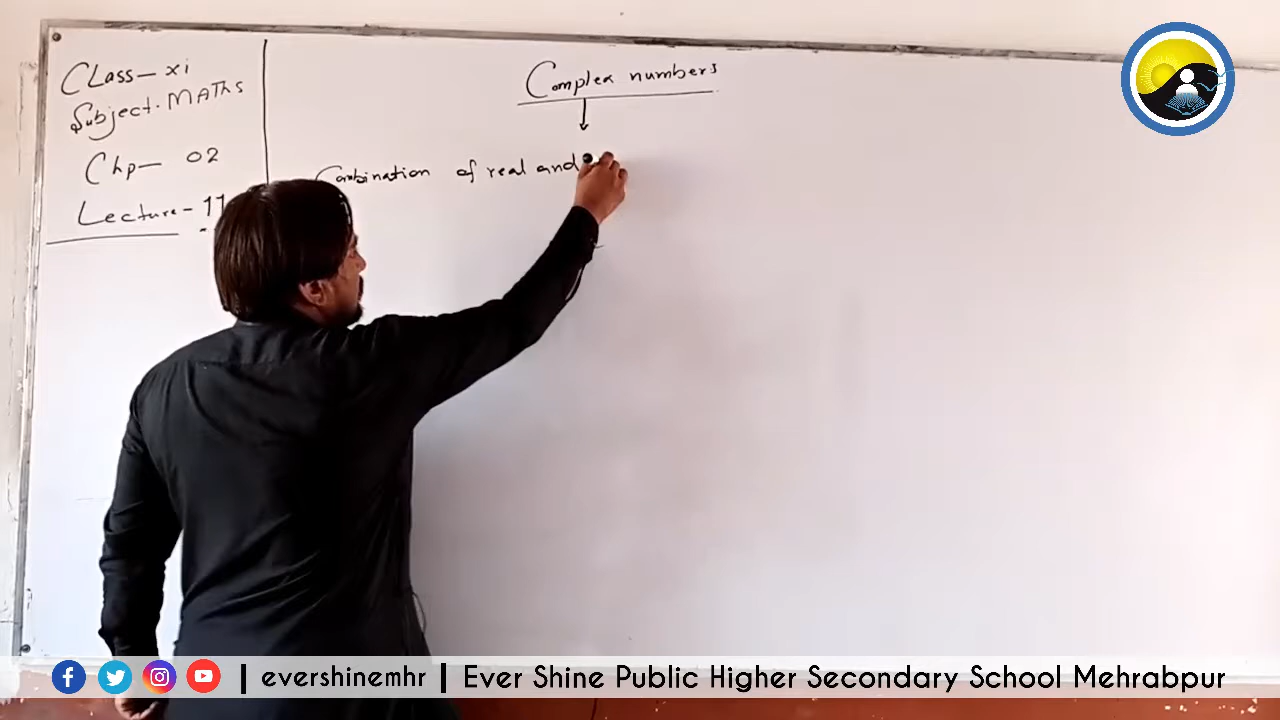 Class - xi
Subject. MATHS
Chp - 02
Lecture - 11
Complex numbers
Combination of real and
| evershinemhr | Ever Shine Public Higher Secondary School Mehrabpur